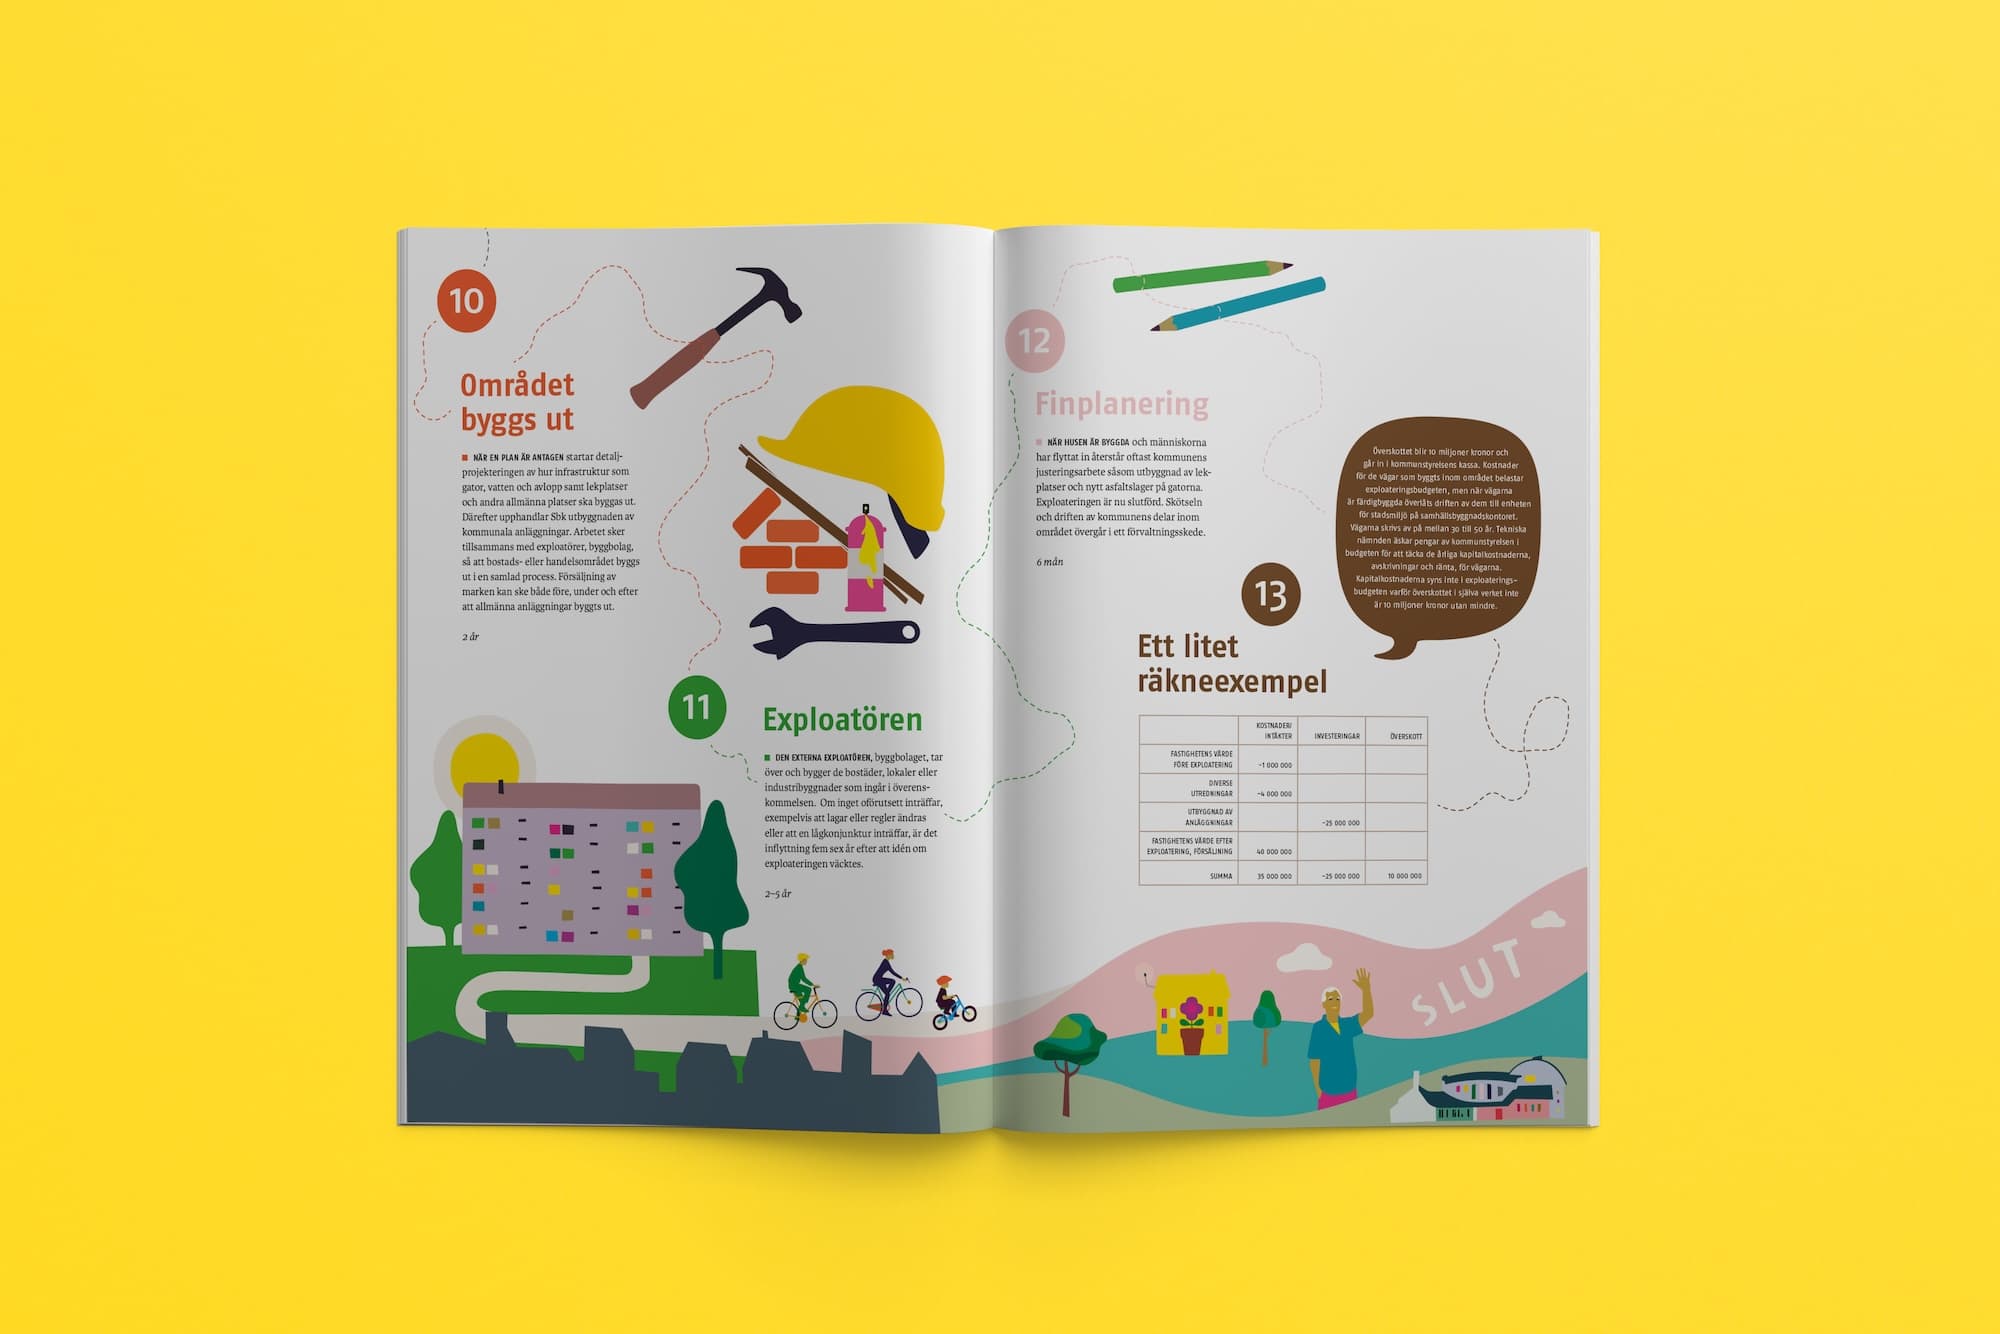 10
Området
byggs ut
NÄR EN PLAN ÄR ANTAGEN startar detalj-
projekteringen av hur infrastruktur som
gator, vatten och avlopp samt lekplatser
och andra allmänna platser ska byggas ut.
Därefter upphandlar Sbk utbyggnaden av
kommunala anläggningar. Arbetet sker
tillsammans med exploatörer, byggbolag,
så att bostads- eller handelsområdet byggs
ut i en samlad process. Försäljning av
marken kan ske både före, under och efter
att allmänna anläggningar byggts ut.
2 år
11
Exploatören
DEN EXTERNA EXPLOATÖREN, byggbolaget, tar
över och bygger de bostäder, lokaler eller
industribyggnader som ingår i överens-
kommelsen. Om inget oförutsett inträffar,
exempelvis att lagar eller regler ändras
eller att en lågkonjunktur inträffar, är det
inflyttning fem sex år efter att idén om
exploateringen väcktes.
2–5 år
12
Finplanering
NÄR HUSEN ÄR BYGGDA och människorna
har flyttat in återstår oftast kommunens
justeringsarbete såsom utbyggnad av lek-
platser och nytt asfaltslager på gatorna.
Exploateringen är nu slutförd. Skötseln
och driften av kommunens delar inom
området övergår i ett förvaltningsskede.
6 mån
13
Ett litet
räkneexempel
Överskottet blir 10 miljoner kronor och
går in i kommunstyrelsens kassa. Kostnader
för de vägar som byggts inom området belastar
exploateringsbudgeten, men när vägarna
är färdigbyggda överlåts driften av dem till enheten
för stadsmiljö på samhällsbyggnadskontoret.
Vägarna skrivs av på mellan 30 till 50 år. Tekniska
nämnden äskar pengar av kommunstyrelsen i
budgeten för att täcka de årliga kapitalkostnaderna,
avskrivningar och ränta, för vägarna.
Kapitalkostnaderna syns inte i exploaterings-
budgeten varför överskottet i själva verket inte
är 10 miljoner kronor utan mindre.
KOSTNADER/
INTÄKTER INVESTERINGAR ÖVERSKOTT
FASTIGHETENS VÄRDE
FÖRE EXPLOATERING −1 000 000
DIVERSE
UTREDNINGAR −4 000 000
UTBYGGNAD AV
ANLÄGGNINGAR −25 000 000
FASTIGHETENS VÄRDE EFTER
EXPLOATERING, FÖRSÄLJNING 40 000 000
SUMMA 35 000 000 −25 000 000 10 000 000
SLUT